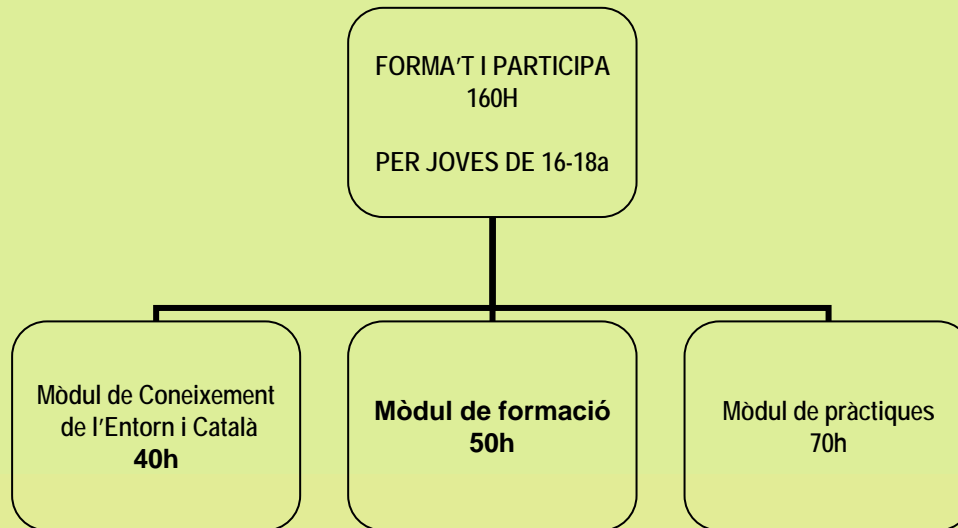 FORMA'T I PARTICIPA
160H
PER JOVES DE 16-18a
Mòdul de Coneixement
de l'Entorn i Català
40h
Mòdul de formació
50h
Mòdul de pràctiques
70h